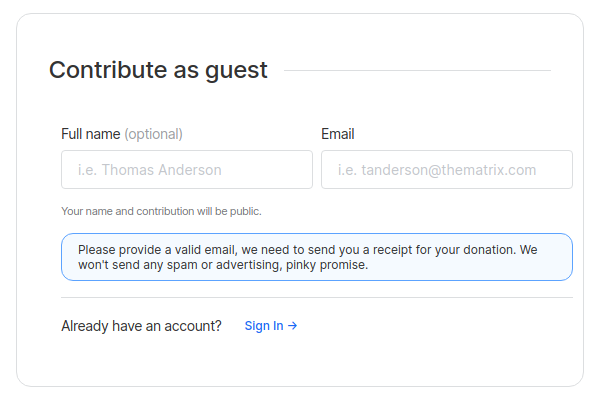 Contribute as guest
Full name (optional)
Email
i.e. Thomas Anderson
i.e. tanderson@thematrix.com
Your name and contribution will be public.
Please provide a valid email, we need to send you a receipt for your donation. We
won't send any spam or advertising, pinky promise.
Already have an account? Sign In →